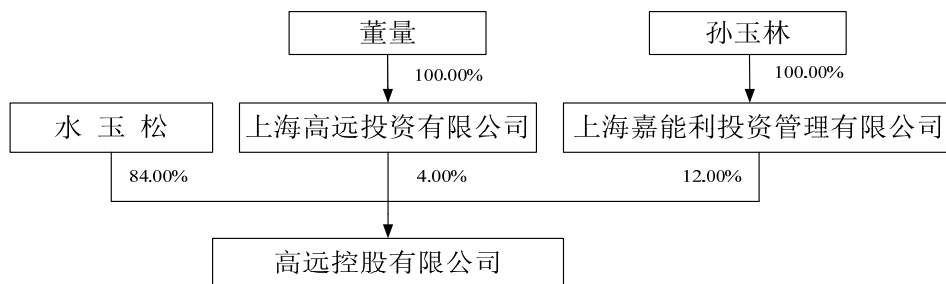 董量
孙玉林
100.00%
100.00%
水 玉 松
上海高远投资有限公司
上海嘉能利投资管理有限公司
84.00%
4.00%
12.00%
高远控股有限公司